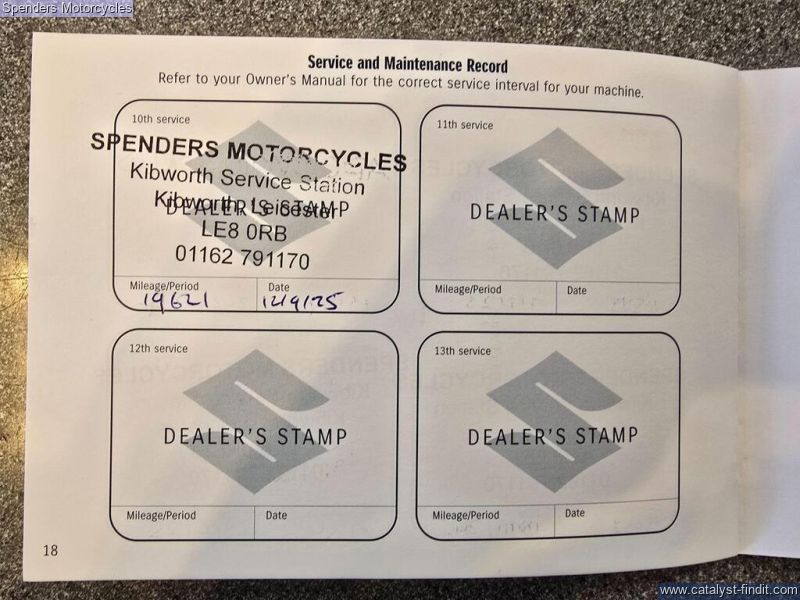 Spenders Motorcycles
Service and Maintenance Record
Refer to your Owner's Manual for the correct service interval for your machine.
10th service
SPENDERS MOTORCYCLES
Kibworth Service Station
Kibworth, Leicester
DEALER'S STAMP
LE8 0RB
01162 791170
Mileage/Period
Date
19621
12/9/25
11th service
DEALER'S STAMP
Mileage/Period
Date
12th service
DEALER'S STAMP
Mileage/Period
Date
13th service
DEALER'S STAMP
Mileage/Period
Date
18
www.catalyst-findit.com